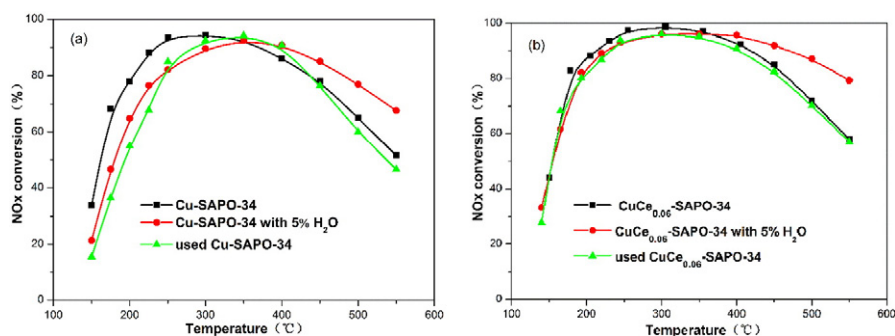 (a)
NOx conversion (%)
100
80
60
40
20
0
Cu-SAPO-34
Cu-SAPO-34 with 5% H2O
used Cu-SAPO-34
100 200 300 400 500 600
Temperature (℃)
(b)
NOx conversion (%)
100
80
60
40
20
0
CuCe0.06-SAPO-34
CuCe0.06-SAPO-34 with 5% H2O
used CuCe0.06-SAPO-34
100 200 300 400 500 600
Temperature (℃)